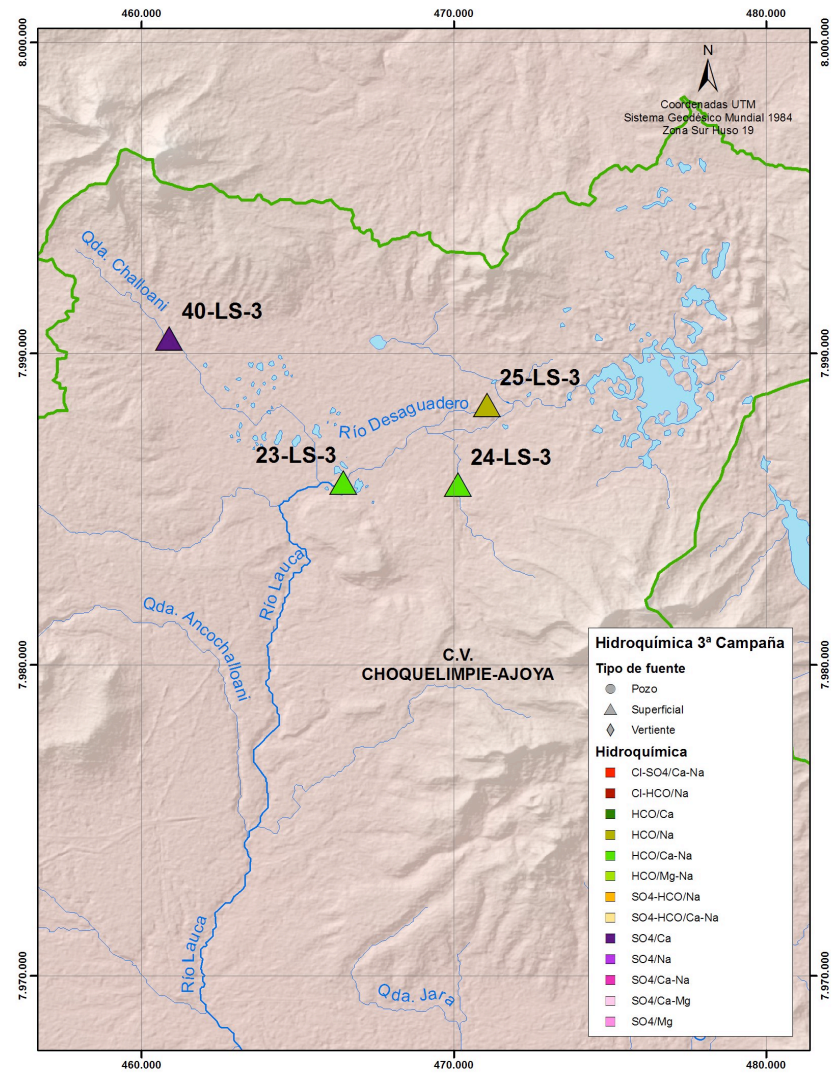 460.000
470.000
480.000
8.000.000
8.000.000
N
Coordenadas UTM
Sistema Geodésico Mundial 1984
Zona Sur Huso 19
Qda. Challoani
40-LS-3
7.990.000
7.990.000
25-LS-3
Río Desaguadero
23-LS-3
24-LS-3
Río Lauca
Qda. Ancochalloani
C.V.
CHOQUELIMPIE-AJOYA
7.980.000
7.980.000
Hidroquímica 3ª Campaña
Tipo de fuente
Pozo
Superficial
Vertiente
Hidroquímica
Cl-SO4/Ca-Na
Cl-HCO/Na
HCO/Ca
HCO/Na
HCO/Ca-Na
HCO/Mg-Na
SO4-HCO/Na
SO4-HCO/Ca-Na
SO4/Ca
SO4/Na
SO4/Ca-Na
SO4/Ca-Mg
SO4/Mg
Río Lauca
Qda. Jara
7.970.000
7.970.000
460.000
470.000
480.000